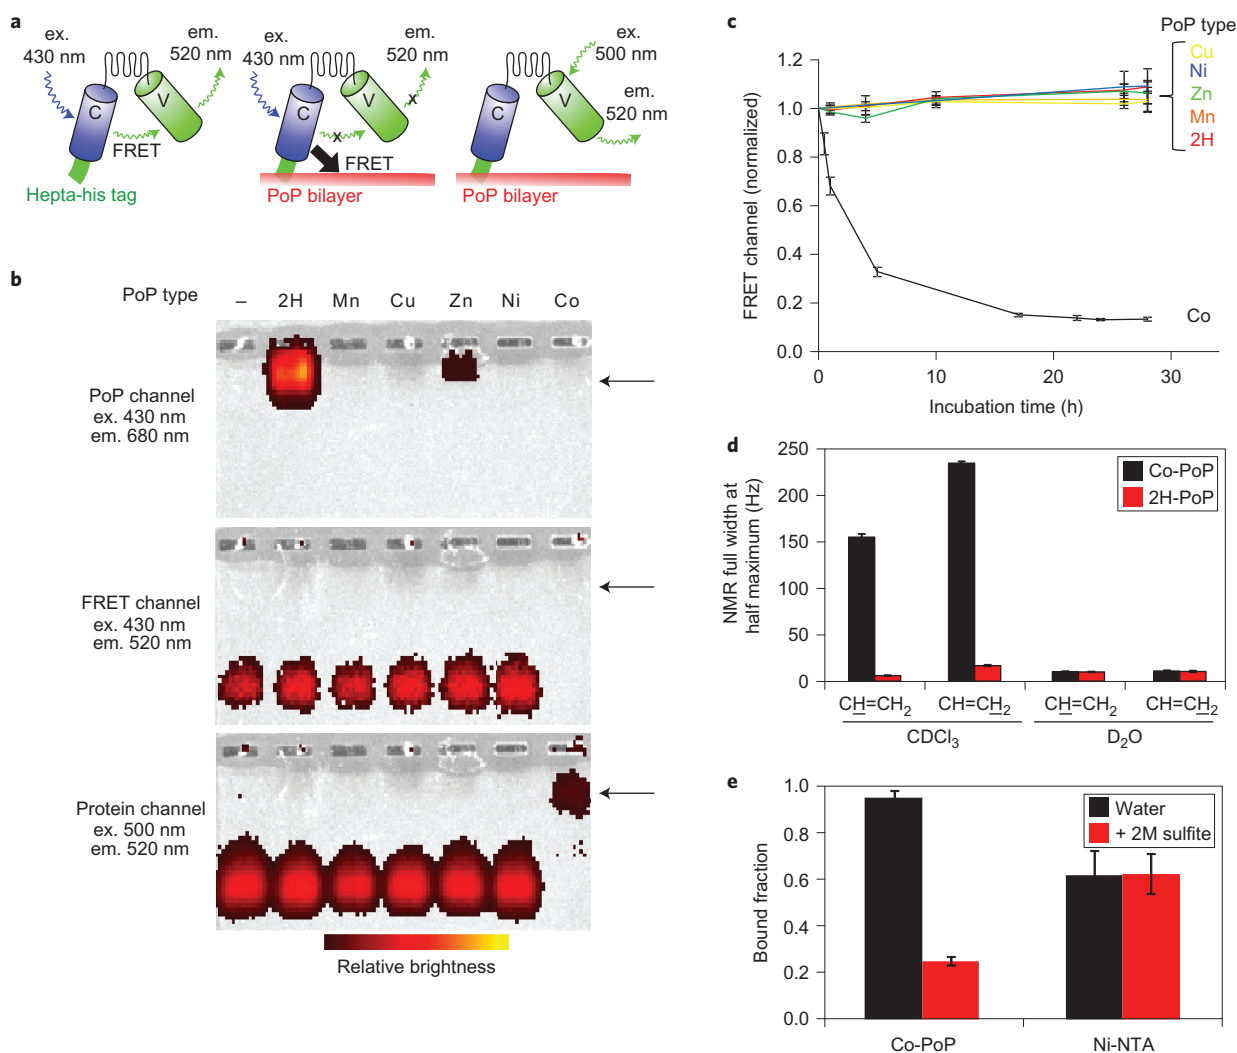 a
ex.
430 nm
em.
520 nm
C
V
FRET
Hepta-his tag
ex.
430 nm
em.
520 nm
C
V
x
x
FRET
PoP bilayer
ex.
500 nm
C
V
em.
520 nm
PoP bilayer
b
PoP type
– 2H Mn Cu Zn Ni Co
PoP channel
ex. 430 nm
em. 680 nm
FRET channel
ex. 430 nm
em. 520 nm
Protein channel
ex. 500 nm
em. 520 nm
Relative brightness
c
PoP type
Cu
Ni
Zn
Mn
2H
FRET channel (normalized)
1.2
1.0
0.8
0.6
0.4
0.2
0.0
Co
0 10 20 30
Incubation time (h)
d
NMR full width at
half maximum (Hz)
250
200
150
100
50
0
Co-PoP
2H-PoP
CH=CH₂ CH=CH₂ CH=CH₂ CH=CH₂
CDCl₃ D₂O
e
Bound fraction
1.0
0.8
0.6
0.4
0.2
0.0
Water
+ 2M sulfite
Co-PoP Ni-NTA